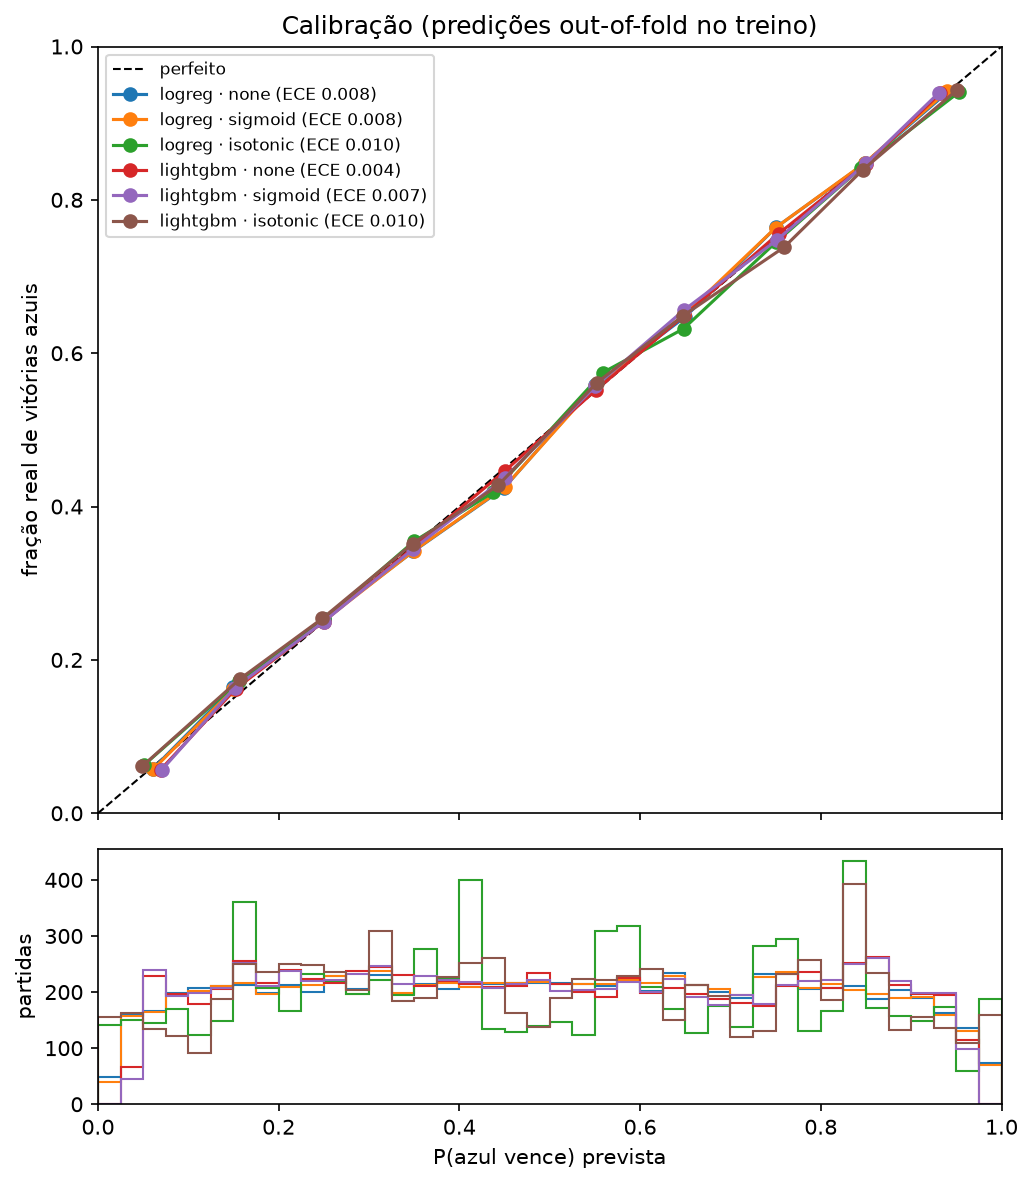 Calibração (predições out-of-fold no treino)
1.0
0.8
0.6
0.4
0.2
0.0
fração real de vitórias azuis
perfeito
logreg · none (ECE 0.008)
logreg · sigmoid (ECE 0.008)
logreg · isotonic (ECE 0.010)
lightgbm · none (ECE 0.004)
lightgbm · sigmoid (ECE 0.007)
lightgbm · isotonic (ECE 0.010)
400
300
200
100
0
partidas
0.0 0.2 0.4 0.6 0.8 1.0
P(azul vence) prevista